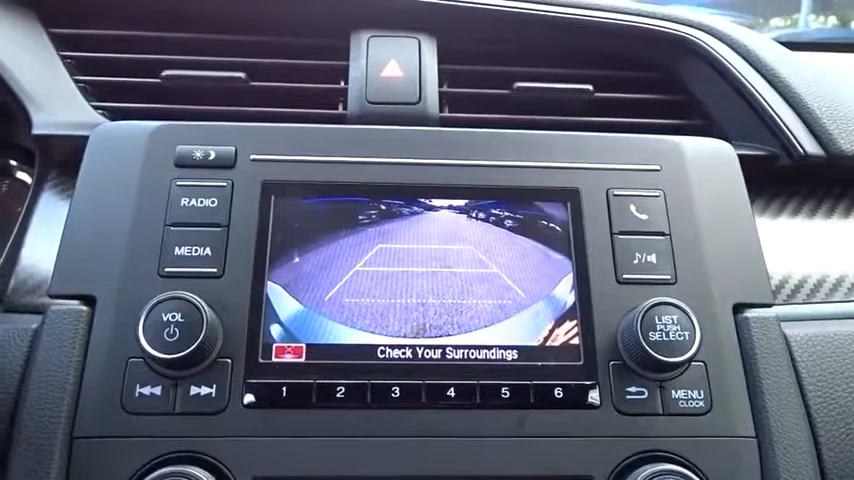 RADIO
MEDIA
VOL
LIST
PUSH
SELECT
Check Your Surroundings
1 2 3 4 5 6
MENU
CLOCK